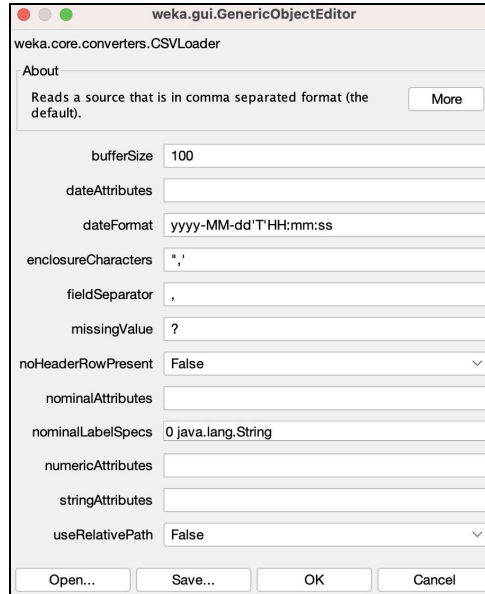 weka.gui.GenericObjectEditor
weka.core.converters.CSVLoader
About
Reads a source that is in comma separated format (the
default).
More
bufferSize 100
dateAttributes
dateFormat yyyy-MM-dd'T'HH:mm:ss
enclosureCharacters ",'
fieldSeparator ,
missingValue ?
noHeaderRowPresent False
nominalAttributes
nominalLabelSpecs 0 java.lang.String
numericAttributes
stringAttributes
useRelativePath False
Open... Save... OK Cancel